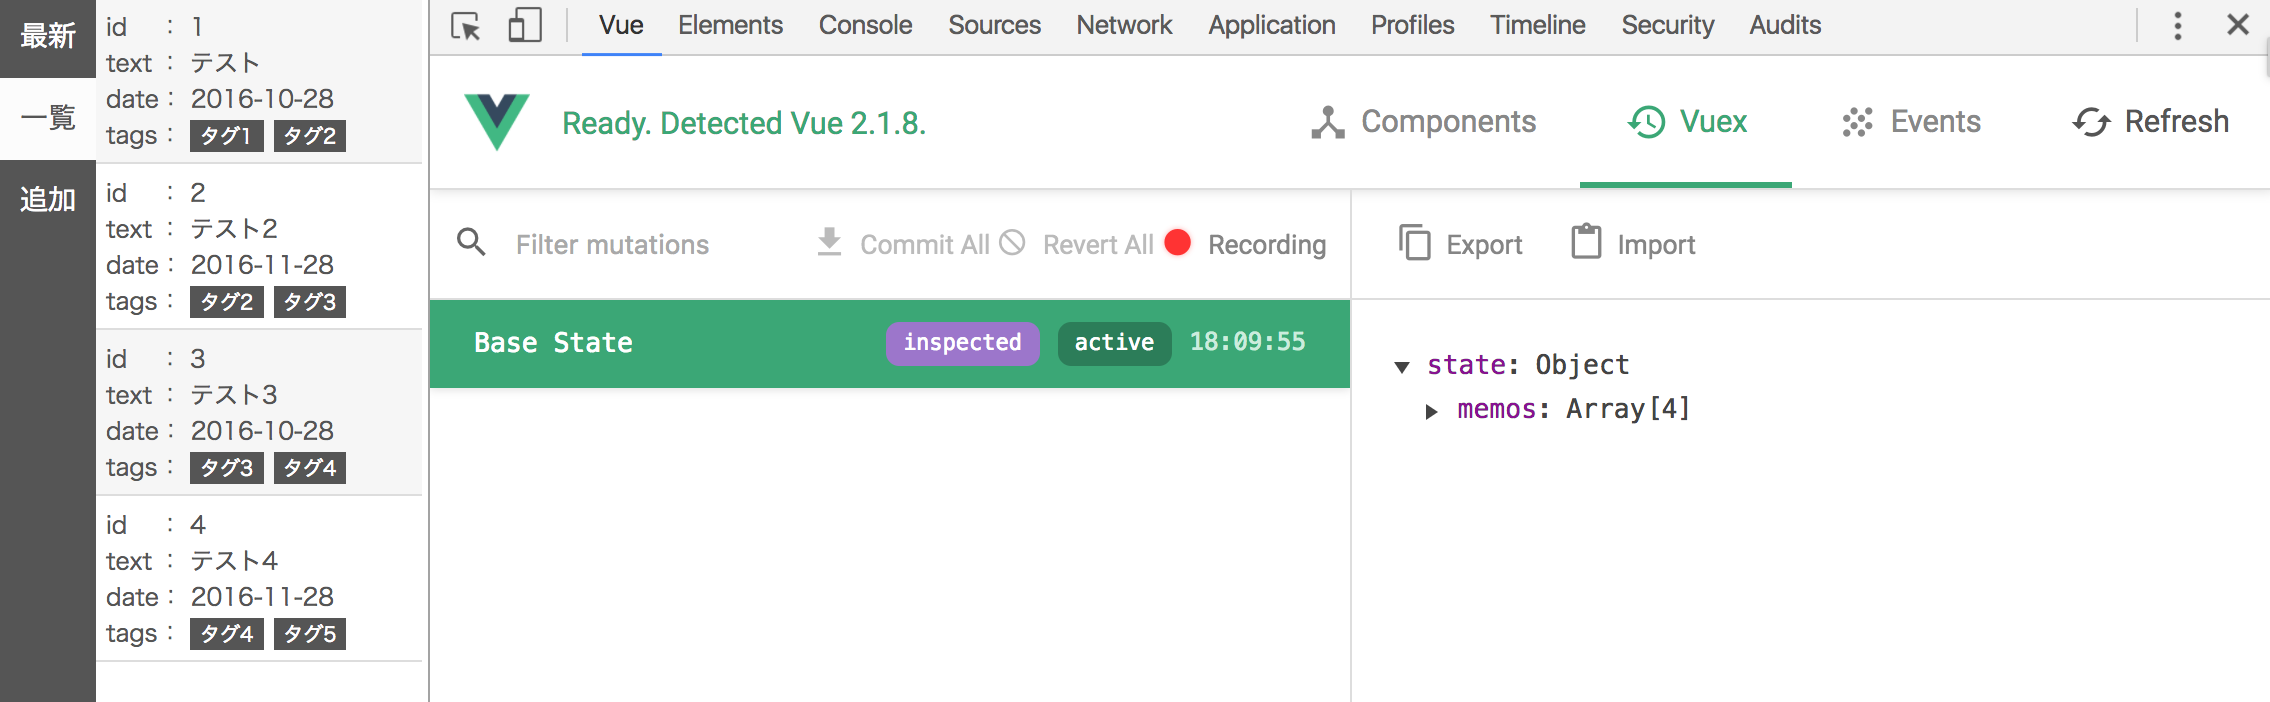 最新
一覧
追加
id : 1
text : テスト
date : 2016-10-28
tags : タグ1 タグ2
id : 2
text : テスト2
date : 2016-11-28
tags : タグ2 タグ3
id : 3
text : テスト3
date : 2016-10-28
tags : タグ3 タグ4
id : 4
text : テスト4
date : 2016-11-28
tags : タグ4 タグ5
Vue Elements Console Sources Network Application Profiles Timeline Security Audits
Ready. Detected Vue 2.1.8. Components Vuex Events Refresh
Filter mutations Commit All Revert All Recording Export Import
Base State inspected active 18:09:55
state: Object
memos: Array[4]